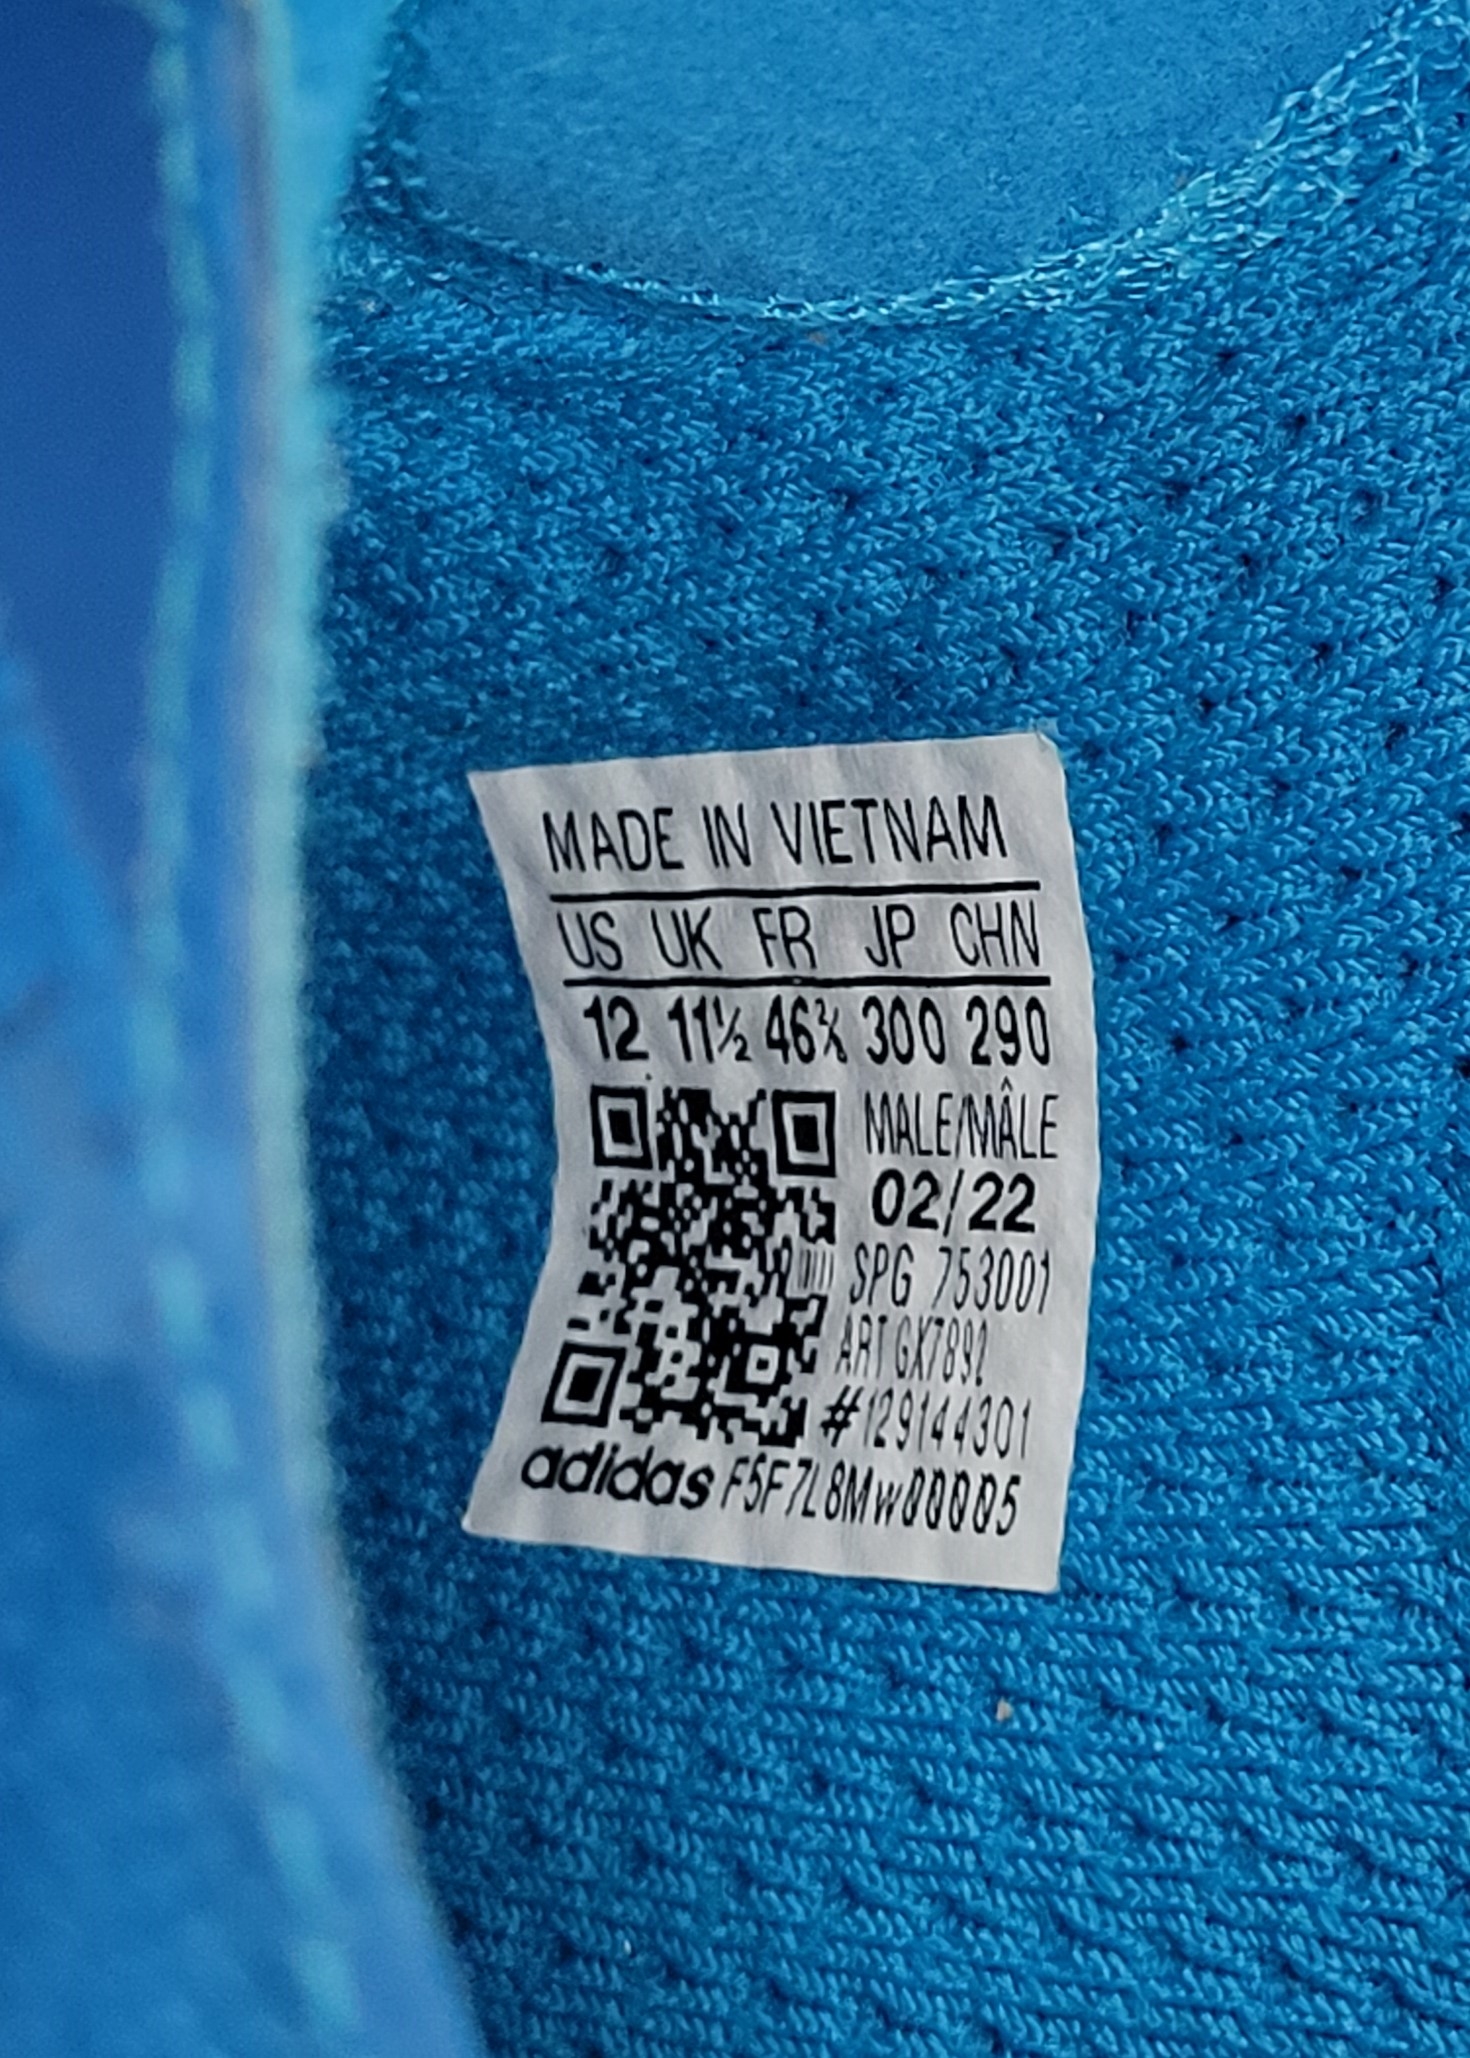 MADE IN VIETNAM
US UK FR JP CHN
12 11½ 46⅔ 300 290
MALE/MÂLE
02/22
SPG 753001
ART
#129144301
adidas F5F7L8Mw00005